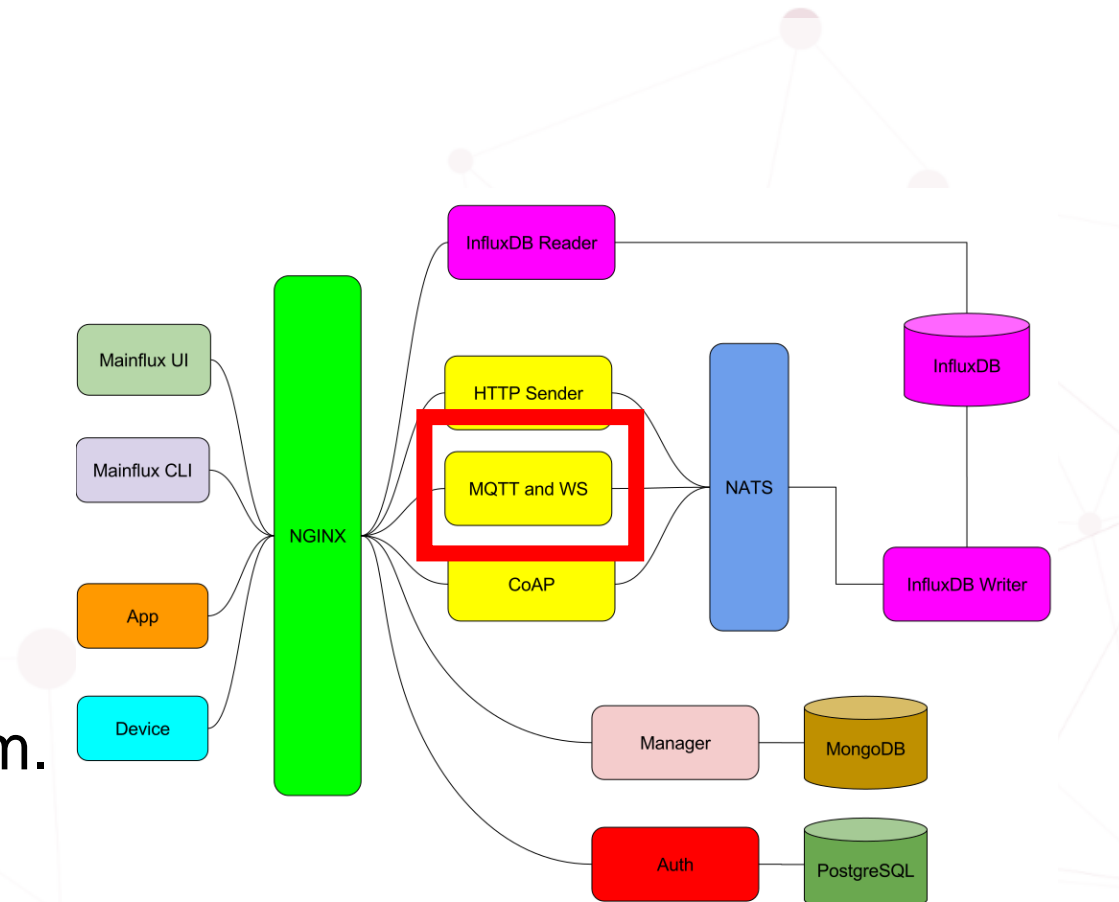 InfluxDB Reader
Mainflux UI
HTTP Sender
InfluxDB
Mainflux CLI
MQTT and WS
NATS
NGINX
CoAP
InfluxDB Writer
App
Device
m.
Manager
MongoDB
Auth
PostgreSQL